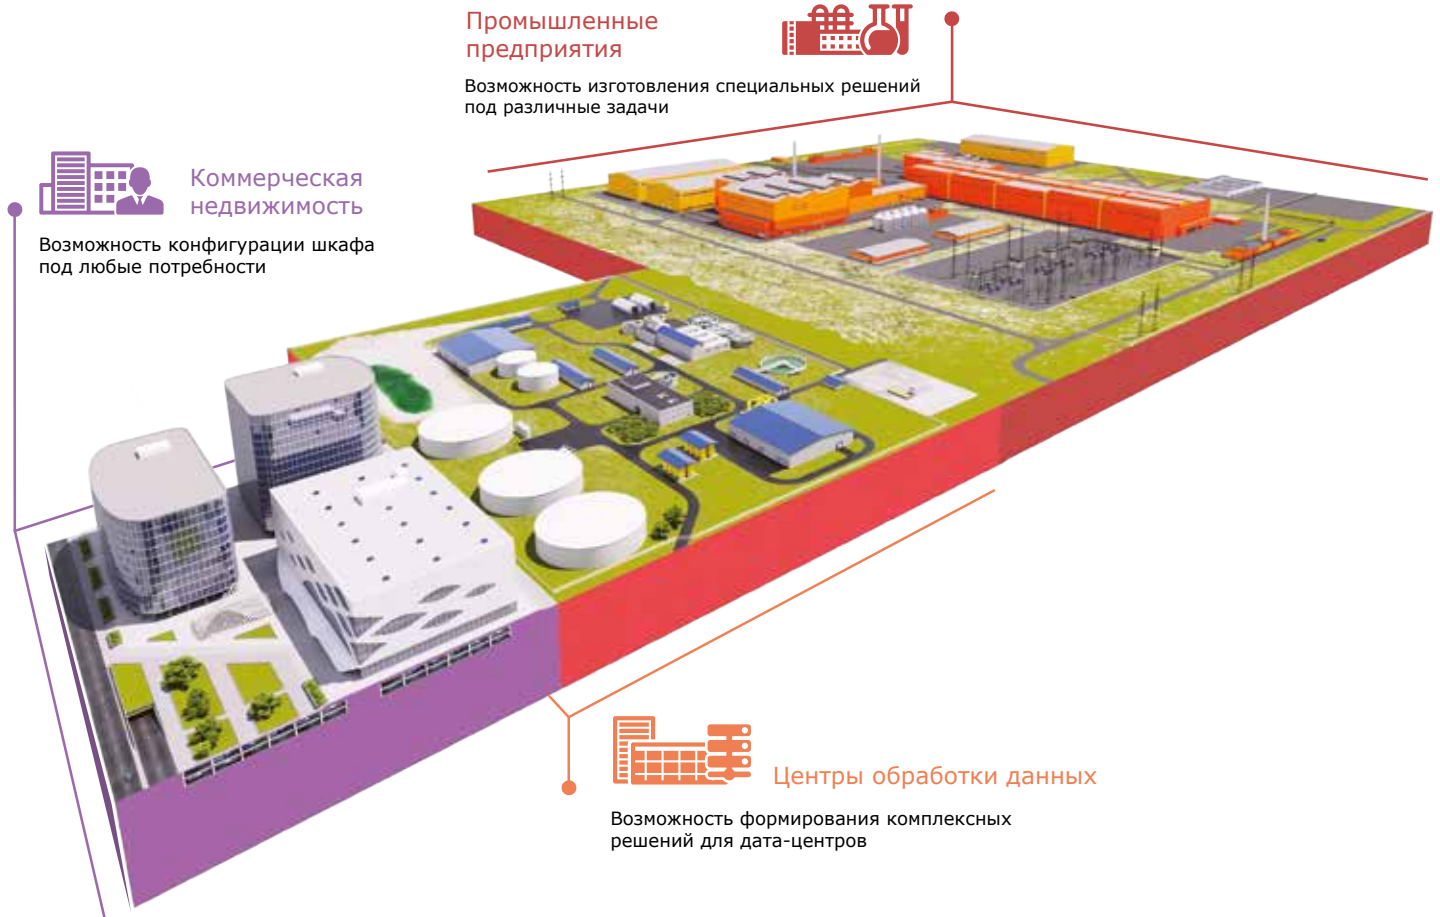 Промышленные
предприятия
Возможность изготовления специальных решений
под различные задачи
Коммерческая
недвижимость
Возможность конфигурации шкафа
под любые потребности
Центры обработки данных
Возможность формирования комплексных
решений для дата-центров